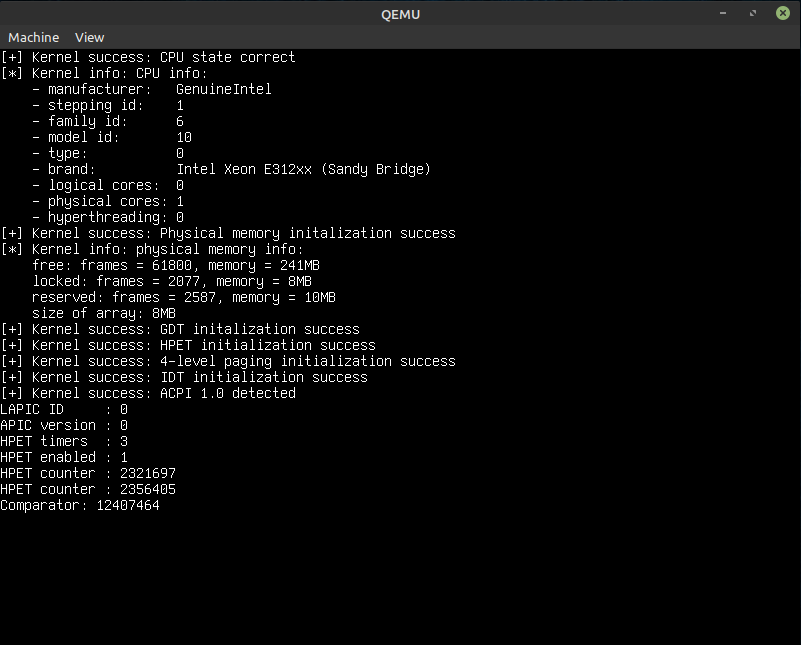 QEMU
Machine View
[+] Kernel success: CPU state correct
[*] Kernel info: CPU info:
    - manufacturer:   GenuineIntel
    - stepping id:    1
    - family id:      6
    - model id:       10
    - type:           0
    - brand:          Intel Xeon E312xx (Sandy Bridge)
    - logical cores:  0
    - physical cores: 1
    - hyperthreading: 0
[+] Kernel success: Physical memory initalization success
[*] Kernel info: physical memory info:
    free: frames = 61800, memory = 241MB
    locked: frames = 2077, memory = 8MB
    reserved: frames = 2587, memory = 10MB
    size of array: 8MB
[+] Kernel success: GDT initalization success
[+] Kernel success: HPET initialization success
[+] Kernel success: 4-level paging initialization success
[+] Kernel success: IDT initialization success
[+] Kernel success: ACPI 1.0 detected
LAPIC ID     : 0
APIC version : 0
HPET timers  : 3
HPET enabled : 1
HPET counter : 2321697
HPET counter : 2356405
Comparator: 12407464